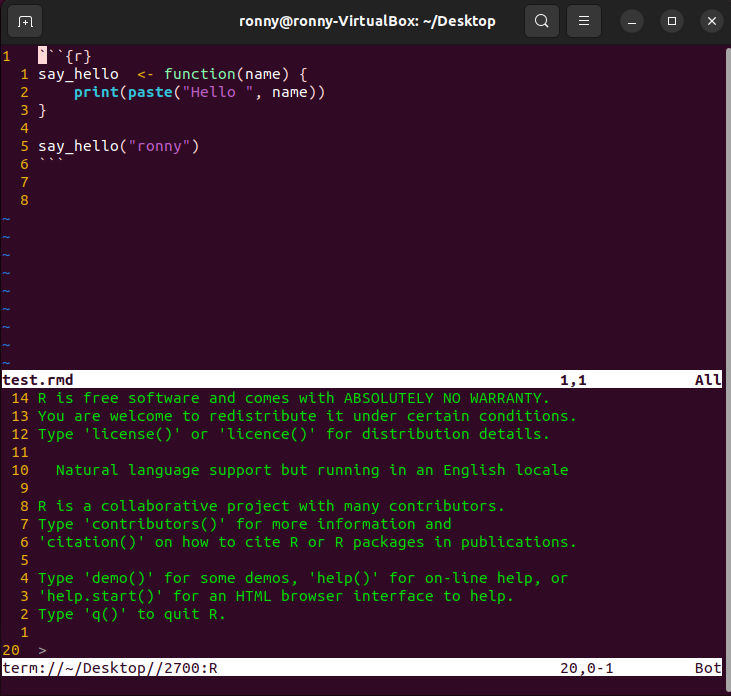 ronny@ronny-VirtualBox: ~/Desktop
1   ```{r}
  1 say_hello  <- function(name) {
  2     print(paste("Hello ", name))
  3 }
  4
  5 say_hello("ronny")
  6 ```
  7
  8
~
~
~
~
~
~
~
~
~
test.rmd 1,1 All
 14 R is free software and comes with ABSOLUTELY NO WARRANTY.
 13 You are welcome to redistribute it under certain conditions.
 12 Type 'license()' or 'licence()' for distribution details.
 11
 10   Natural language support but running in an English locale
  9
  8 R is a collaborative project with many contributors.
  7 Type 'contributors()' for more information and
  6 'citation()' on how to cite R or R packages in publications.
  5
  4 Type 'demo()' for some demos, 'help()' for on-line help, or
  3 'help.start()' for an HTML browser interface to help.
  2 Type 'q()' to quit R.
  1
20  >
term://~/Desktop//2700:R 20,0-1 Bot